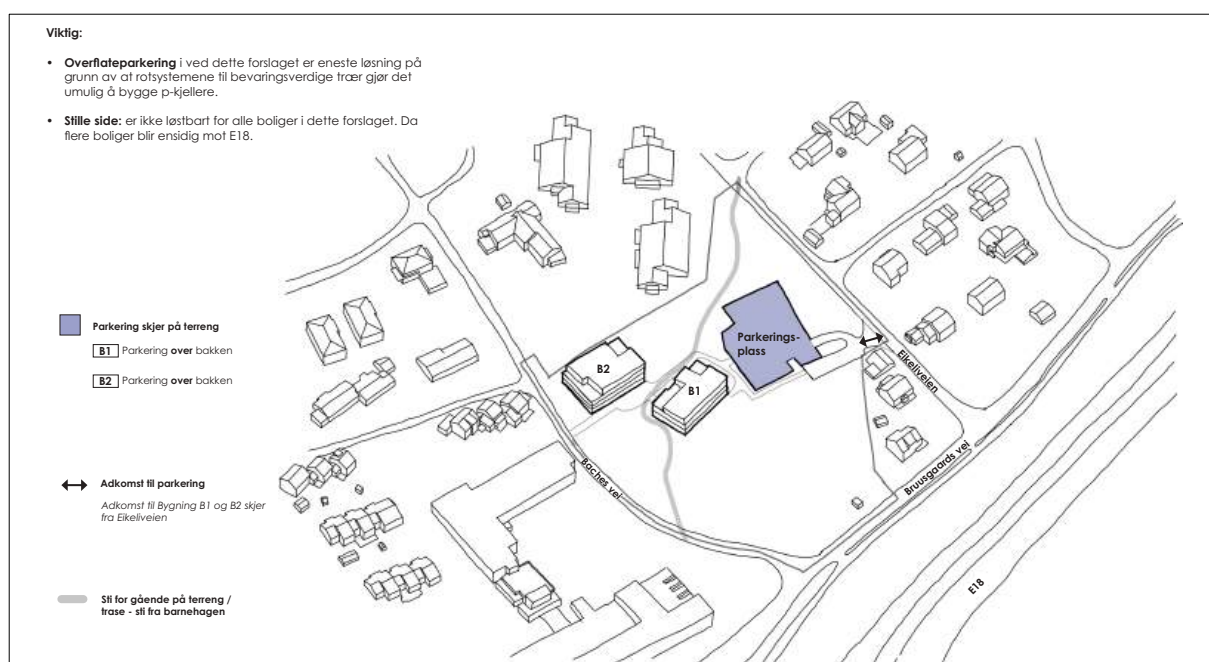 Viktig:
• Overflateparkering i ved dette forslaget er eneste løsning på
grunn av at rotsystemene til bevaringsverdige trær gjør det
umulig å bygge p-kjellere.
• Stille side: er ikke løstbart for alle boliger i dette forslaget. Da
flere boliger blir ensidig mot E18.
Parkering skjer på terreng
B1 Parkering over bakken
B2 Parkering over bakken
Adkomst til parkering
Adkomst til Bygning B1 og B2 skjer
fra Eikeliveien
Sti for gående på terreng /
trase - sti fra barnehagen
Parkerings-
plass
B2
B1
Eikeliveien
Baches vei
Bruusgaards vei
E18